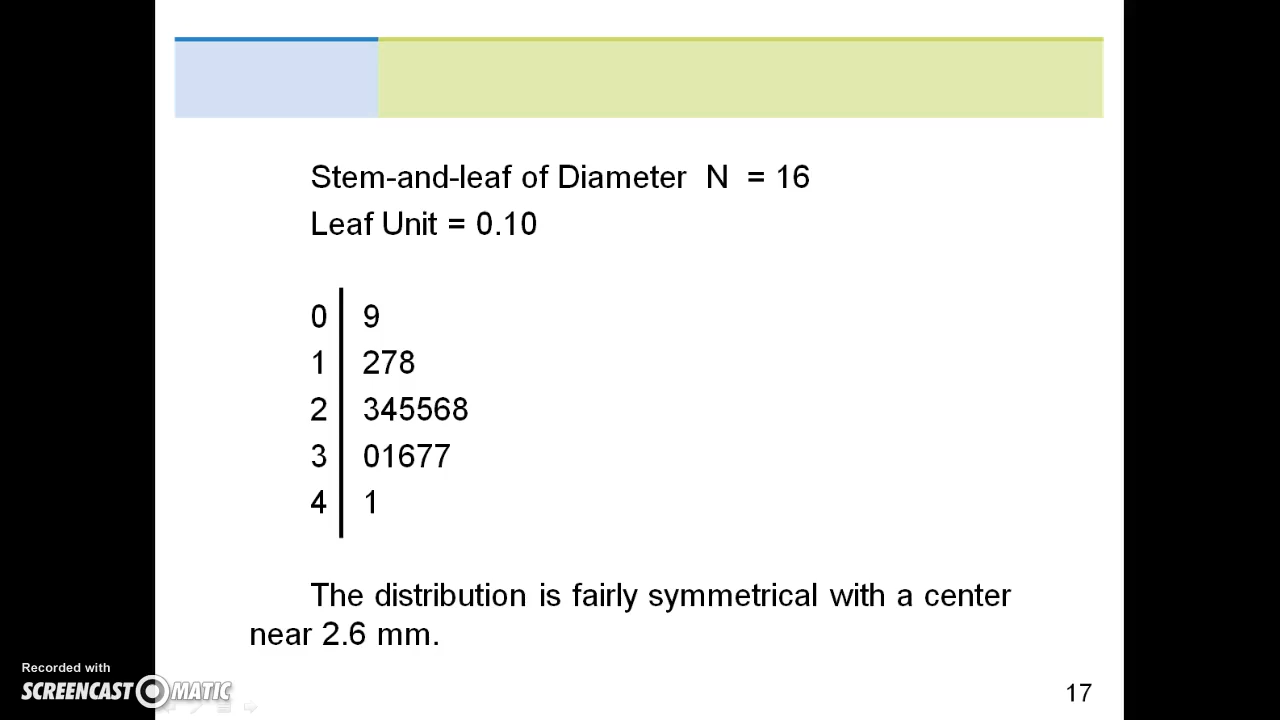 Stem-and-leaf of Diameter N = 16
Leaf Unit = 0.10
0 9
1 278
2 345568
3 01677
4 1
The distribution is fairly symmetrical with a center
near 2.6 mm.
Recorded with
SCREENCAST MATIC
17